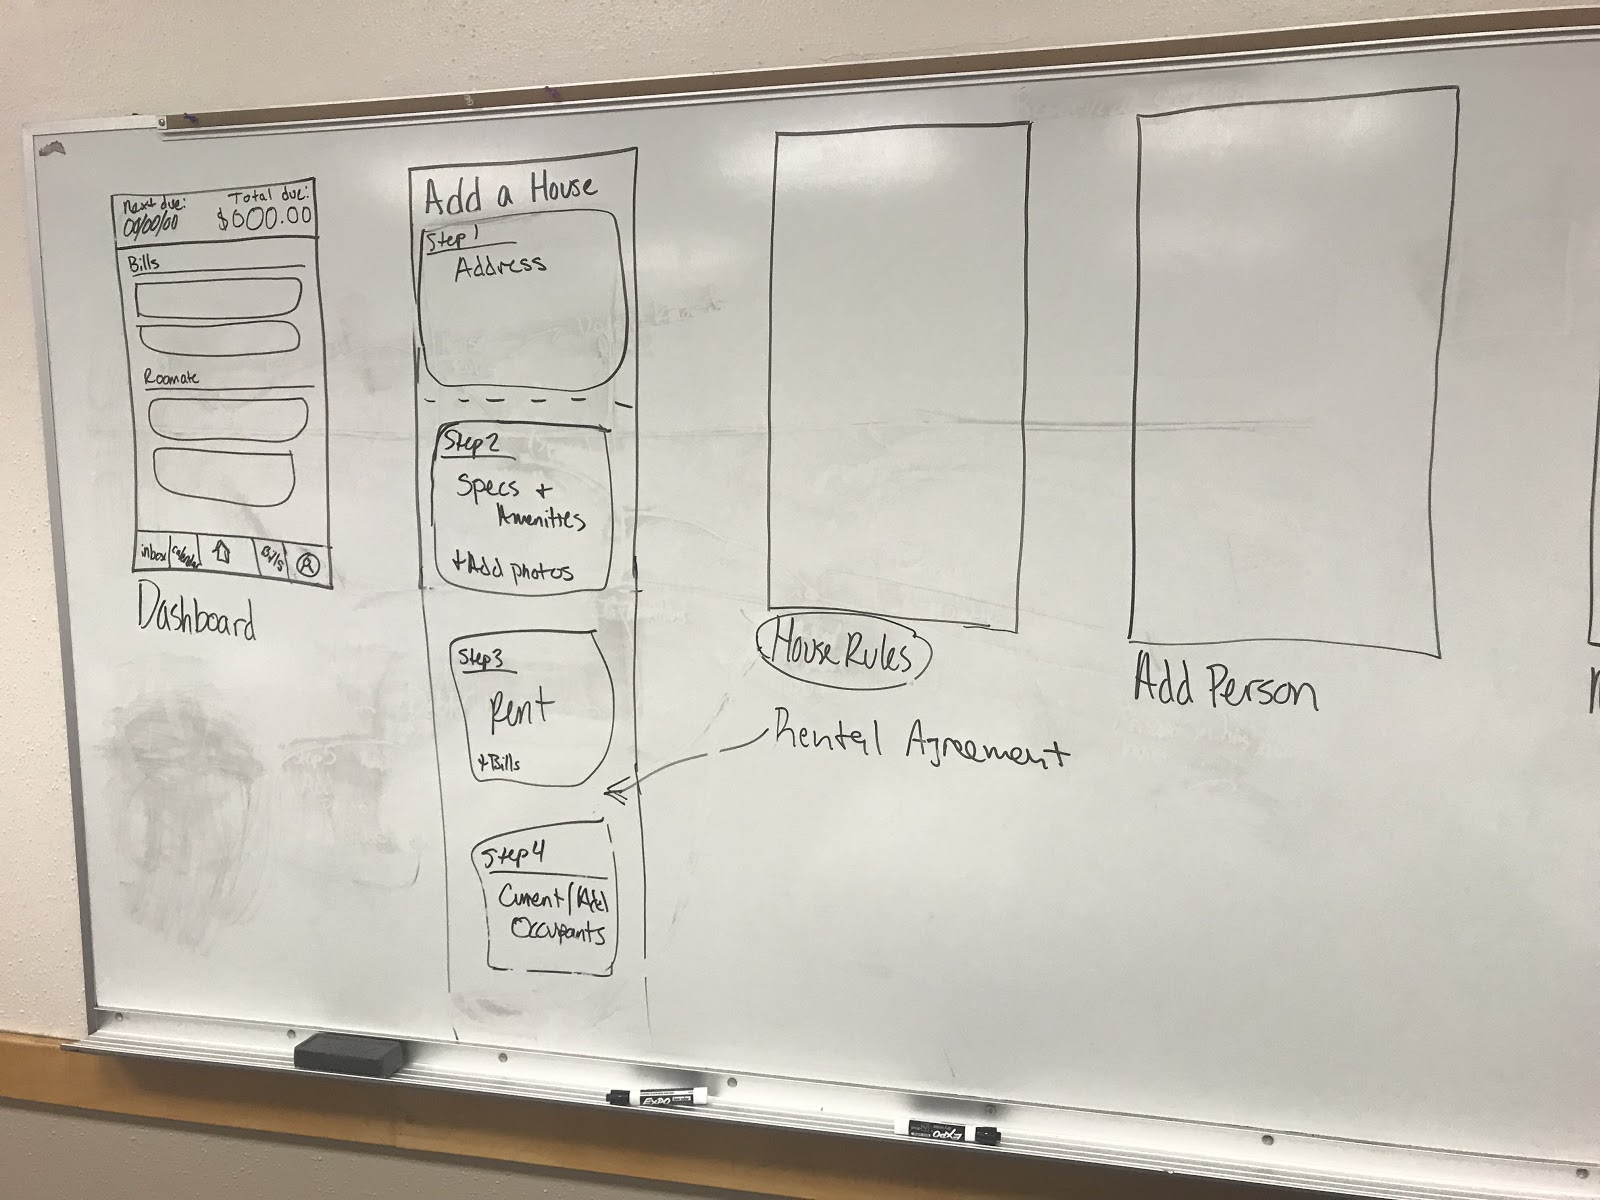 Next due:
00/00/00
Total due:
$000.00
Bills
Roomate
inbox
calendar
Bills
Dashboard
Add a House
Step 1
Address
Step 2
Specs +
Amenities
+Add photos
Step 3
Rent
+Bills
Step 4
Current/Add
Occupants
House Rules
Rental Agreement
Add Person
EXPO
EXPO